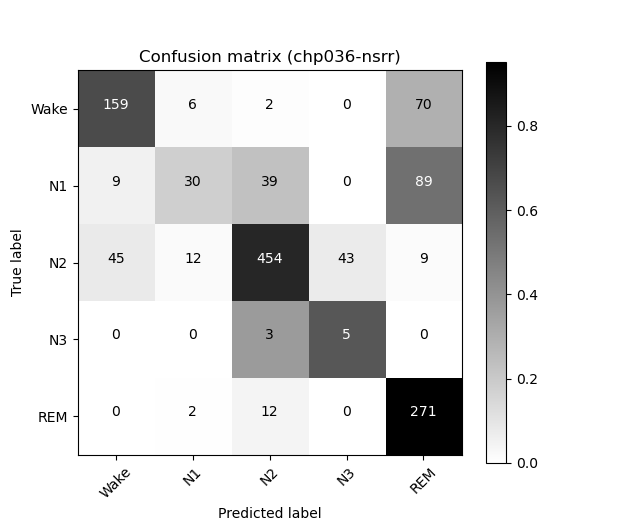 Confusion matrix (chp036-nsrr)
Wake 159 6 2 0 70
N1 9 30 39 0 89
N2 45 12 454 43 9
N3 0 0 3 5 0
REM 0 2 12 0 271
Wake N1 N2 N3 REM
Predicted label
True label
0.8
0.6
0.4
0.2
0.0